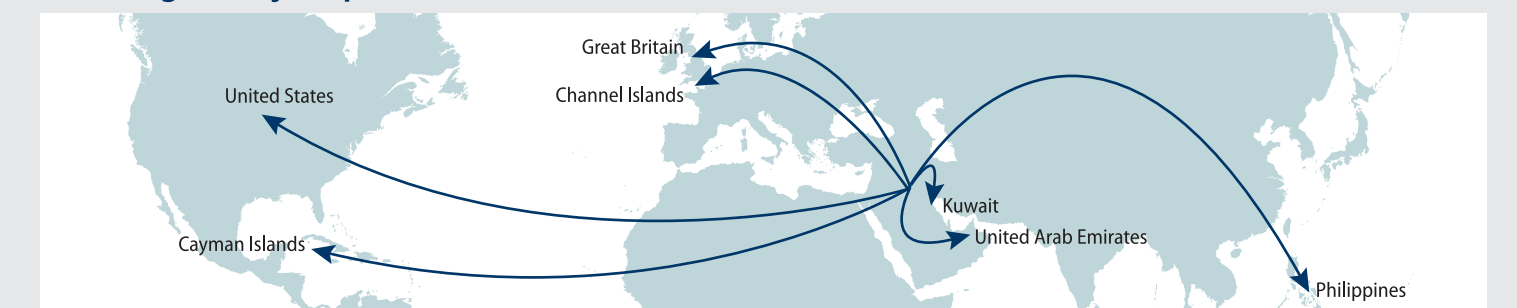 Great Britain
Channel Islands
United States
Kuwait
Cayman Islands
United Arab Emirates
Philippines